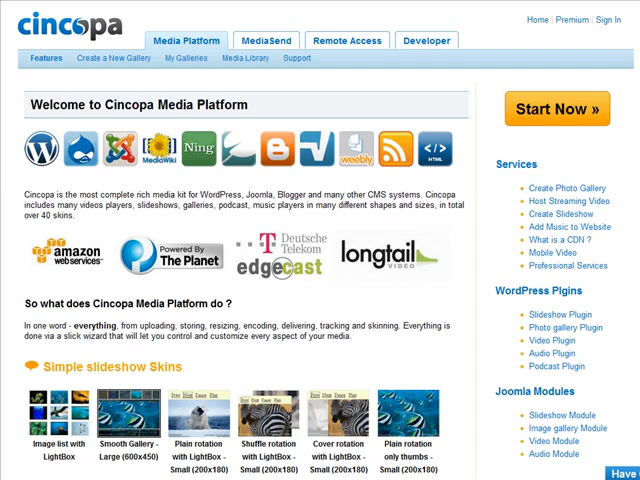 cincopa
Home | Premium | Sign In
Media Platform
MediaSend
Remote Access
Developer
Features
Create a New Gallery
My Galleries
Media Library
Support
Welcome to Cincopa Media Platform
MediaWiki
Ning
weebly
</>
HTML
Cincopa is the most complete rich media kit for WordPress, Joomla, Blogger and many other CMS systems. Cincopa
includes many videos players, slideshows, galleries, podcast, music players in many different shapes and sizes, in total
over 40 skins.
amazon
webservices™
Powered By
The Planet
Deutsche
Telekom
edgecast
longtail
VIDEO
So what does Cincopa Media Platform do ?
In one word - everything, from uploading, storing, resizing, encoding, delivering, tracking and skinning. Everything is
done via a slick wizard that will let you control and customize every aspect of your media.
Simple slideshow Skins
Image list with
LightBox
Smooth Gallery -
Large (600x450)
Plain rotation
with LightBox -
Small (200x180)
Shuffle rotation
with LightBox -
Small (200x180)
Cover rotation
with LightBox -
Small (200x180)
Plain rotation
only thumbs -
Small (200x180)
Start Now »
Services
Create Photo Gallery
Host Streaming Video
Create Slideshow
Add Music to Website
What is a CDN ?
Mobile Video
Professional Services
WordPress Plgins
Slideshow Plugin
Photo gallery Plugin
Video Plugin
Audio Plugin
Podcast Plugin
Joomla Modules
Slideshow Module
Image gallery Module
Video Module
Audio Module
Have